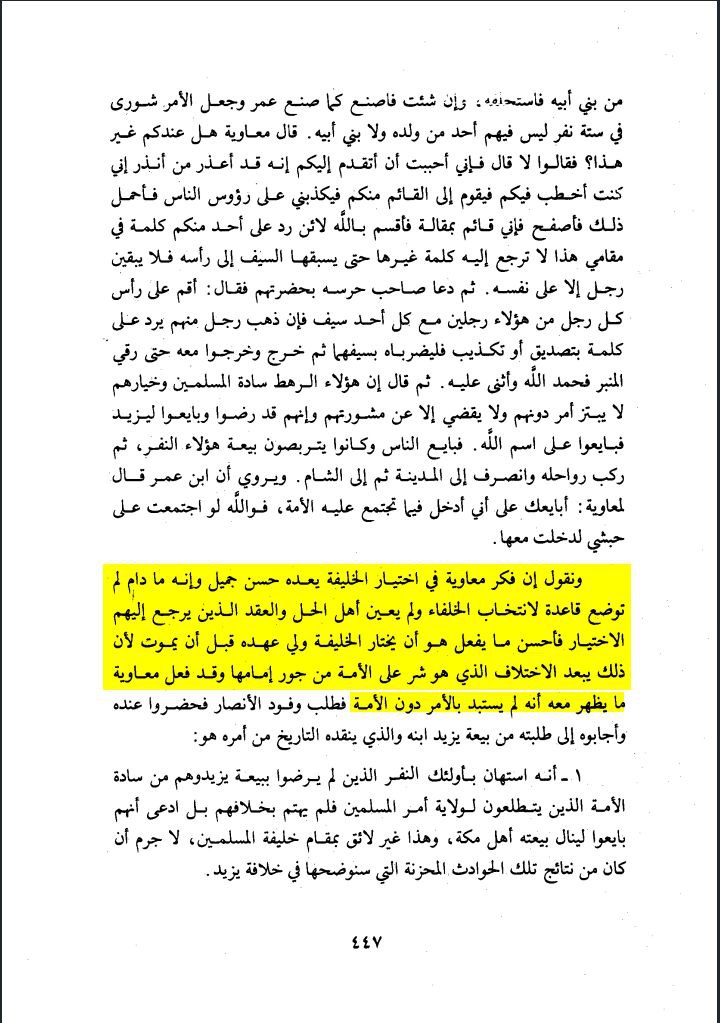 من بني أبيه فاستخلفه، وإن شئت فاصنع كما صنع عمر وجعل الأمر شورى
في ستة نفر ليس فيهم أحد من ولده ولا بني أبيه. قال معاوية هل عندكم غير
هذا؟ فقالوا لا قال فإني أحببت أن أتقدم إليكم إنه قد أعذر من أنذر إني
كنت أخطب فيكم فيقوم إلى القائم منكم فيكذبني على رؤوس الناس فأحمل
ذلك فأصفح فإني قائم بمقالة فأقسم باللَّه لائن رد على أحد منكم كلمة في
مقامي هذا لا ترجع إليه كلمة غيرها حتى يسبقها السيف إلى رأسه فلا يبقين
رجل إلا على نفسه. ثم دعا صاحب حرسه بحضرتهم فقال: أقم على رأس
كل رجل من هؤلاء رجلين مع كل أحد سيف فإن ذهب رجل منهم يرد على
كلمة بتصديق أو تكذيب فليضرباه بسيفهما ثم خرج وخرجوا معه حتى رقي
المنبر فحمد اللَّه وأثنى عليه. ثم قال إن هؤلاء الرهط سادة المسلمين وخيارهم
لا يبتز أمر دونهم ولا يقضي إلا عن مشورتهم وإنهم قد رضوا وبايعوا ليزيد
فبايعوا على اسم اللَّه. فبايع الناس وكانوا يتربصون بيعة هؤلاء النفر، ثم
ركب رواحله وانصرف إلى المدينة ثم إلى الشام. ويروي أن ابن عمر قال
لمعاوية: أبايعك على أني أدخل فيما تجتمع عليه الأمة، فواللَّه لو اجتمعت على
حبشي لدخلت معها.
ونقول إن فكر معاوية في اختيار الخليفة يعده حسن جميل وإنه ما دام لم
توضع قاعدة لانتخاب الخلفاء ولم يعين أهل الحل والعقد الذين يرجع إليهم
الاختيار فأحسن ما يفعل هو أن يختار الخليفة ولي عهده قبل أن يموت لأن
ذلك يبعد الاختلاف الذي هو شر على الأمة من جور إمامها وقد فعل معاوية
ما يظهر معه أنه لم يستبد بالأمر دون الأمة فطلب وفود الأنصار فحضروا عنده
وأجابوه إلى طلبته من بيعة يزيد ابنه والذي ينقده التاريخ من أمره هو:
١ - أنه استهان بأولئك النفر الذين لم يرضوا ببيعة يزيدوهم من سادة
الأمة الذين يتطلعون لولاية أمر المسلمين فلم يهتم بخلافهم بل ادعى أنهم
بايعوا لينال بيعته أهل مكة، وهذا غير لائق بمقام خليفة المسلمين، لا جرم أن
كان من نتائج تلك الحوادث المحزنة التي سنوضحها في خلافة يزيد.
٤٤٧